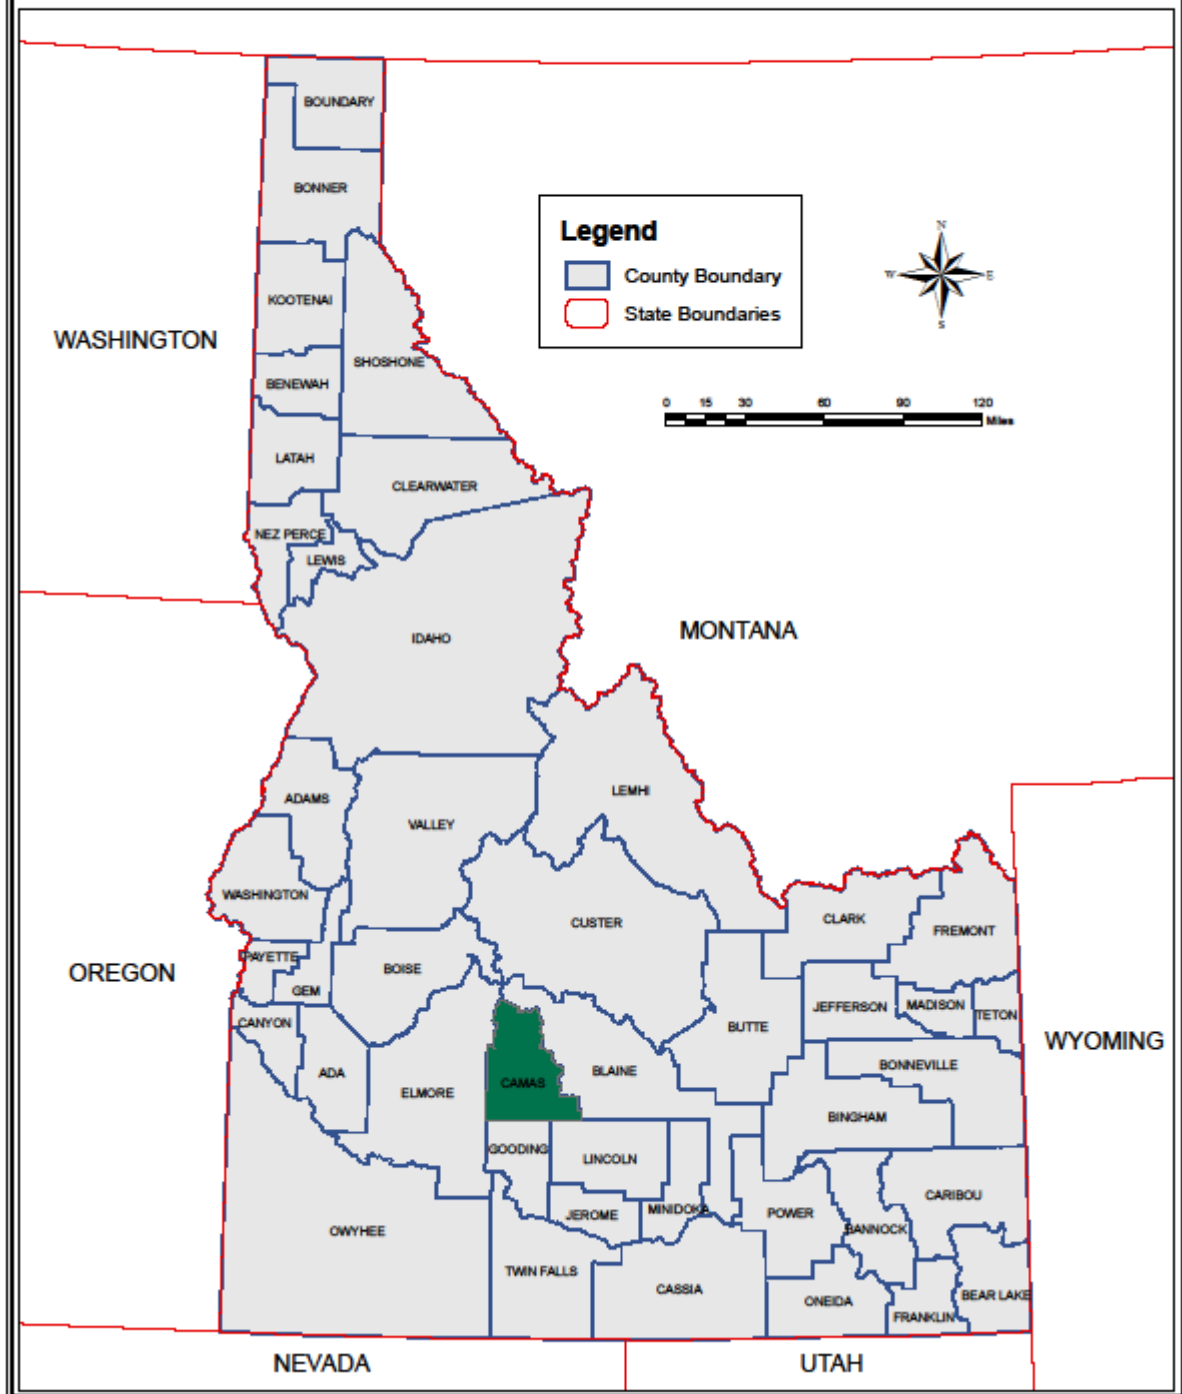 BOUNDARY
BONNER
Legend
County Boundary
State Boundaries
N
W
E
S
KOOTENAI
WASHINGTON
SHOSHONE
BENEWAH
0 15 30 60 90 120
Miles
LATAH
CLEARWATER
NEZ PERCE
LEWIS
IDAHO
MONTANA
LEMHI
ADAMS
VALLEY
WASHINGTON
CUSTER
CLARK
FREMONT
PAYETTE
BOISE
OREGON
GEM
JEFFERSON
MADISON
TETON
CANYON
BUTTE
WYOMING
ADA
BLAINE
BONNEVILLE
CAMAS
ELMORE
BINGHAM
GOODING
LINCOLN
CARIBOU
JEROME
MINIDOKA
POWER
BANNOCK
OWYHEE
TWIN FALLS
CASSIA
BEAR LAKE
ONEIDA
FRANKLIN
NEVADA
UTAH